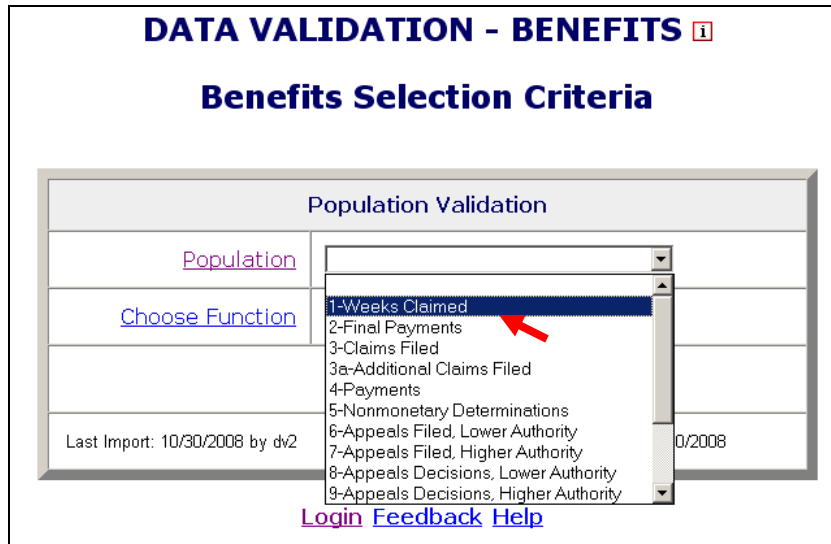 DATA VALIDATION - BENEFITS i
Benefits Selection Criteria
Population Validation
Population
1-Weeks Claimed
Choose Function
2-Final Payments
3-Claims Filed
3a-Additional Claims Filed
4-Payments
5-Nonmonetary Determinations
6-Appeals Filed, Lower Authority
Last Import: 10/30/2008 by dv2
0/2008
7-Appeals Filed, Higher Authority
8-Appeals Decisions, Lower Authority
9-Appeals Decisions, Higher Authority
Login Feedback Help